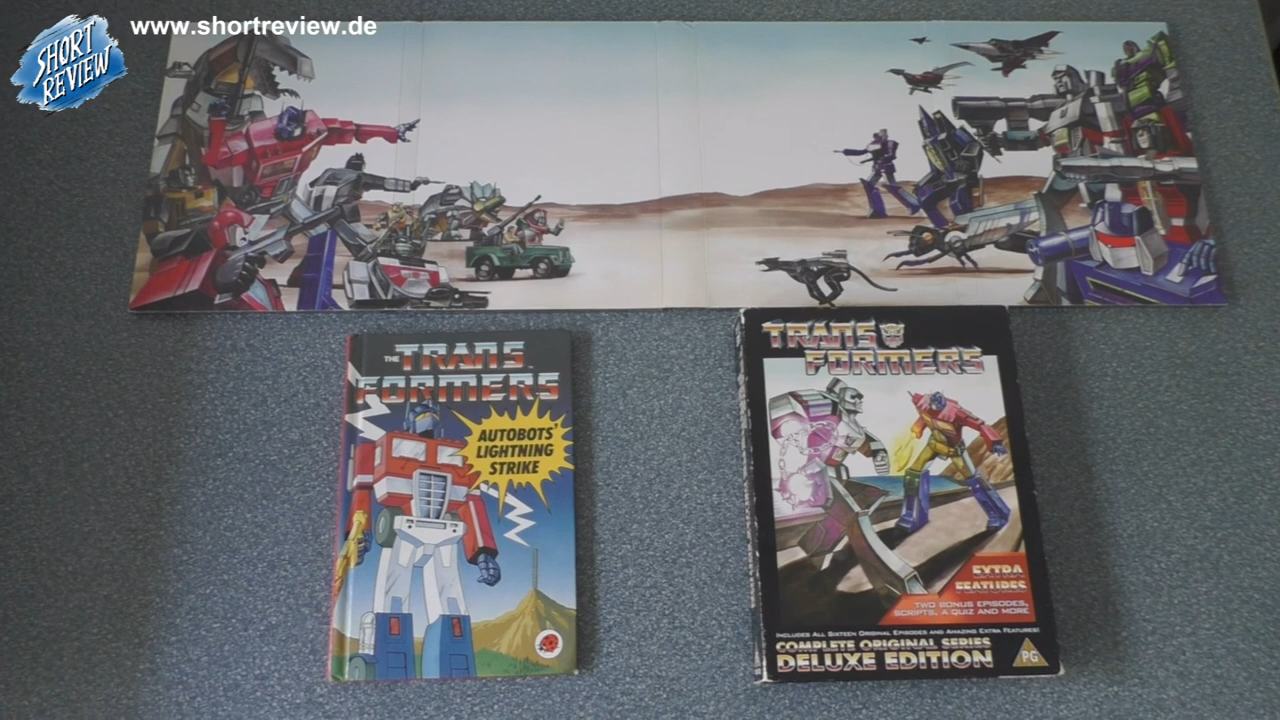 SHORT
REVIEW
www.shortreview.de
THE TRANS
FORMERS
AUTOBOTS'
LIGHTNING
STRIKE
TRANS
FORMERS
EXTRA
FEATURES
TWO BONUS EPISODES,
SCRIPTS, A QUIZ AND MORE
INCLUDES ALL SIXTEEN ORIGINAL EPISODES AND AMAZING EXTRA FEATURES!
COMPLETE ORIGINAL SERIES
DELUXE EDITION
PG